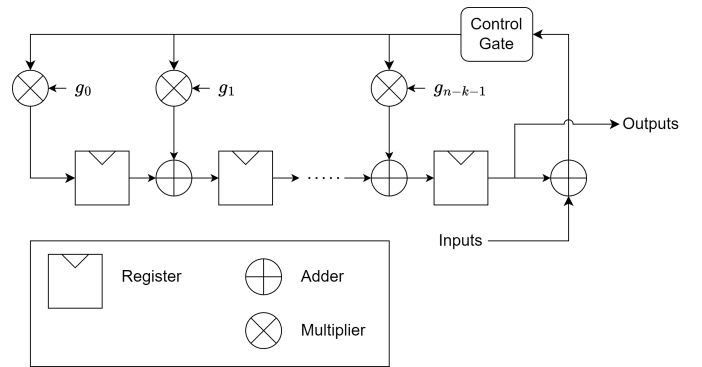 Control
Gate
g₀
g₁
gₙ₋ₖ₋₁
Outputs
......
Inputs
Register
Adder
Multiplier